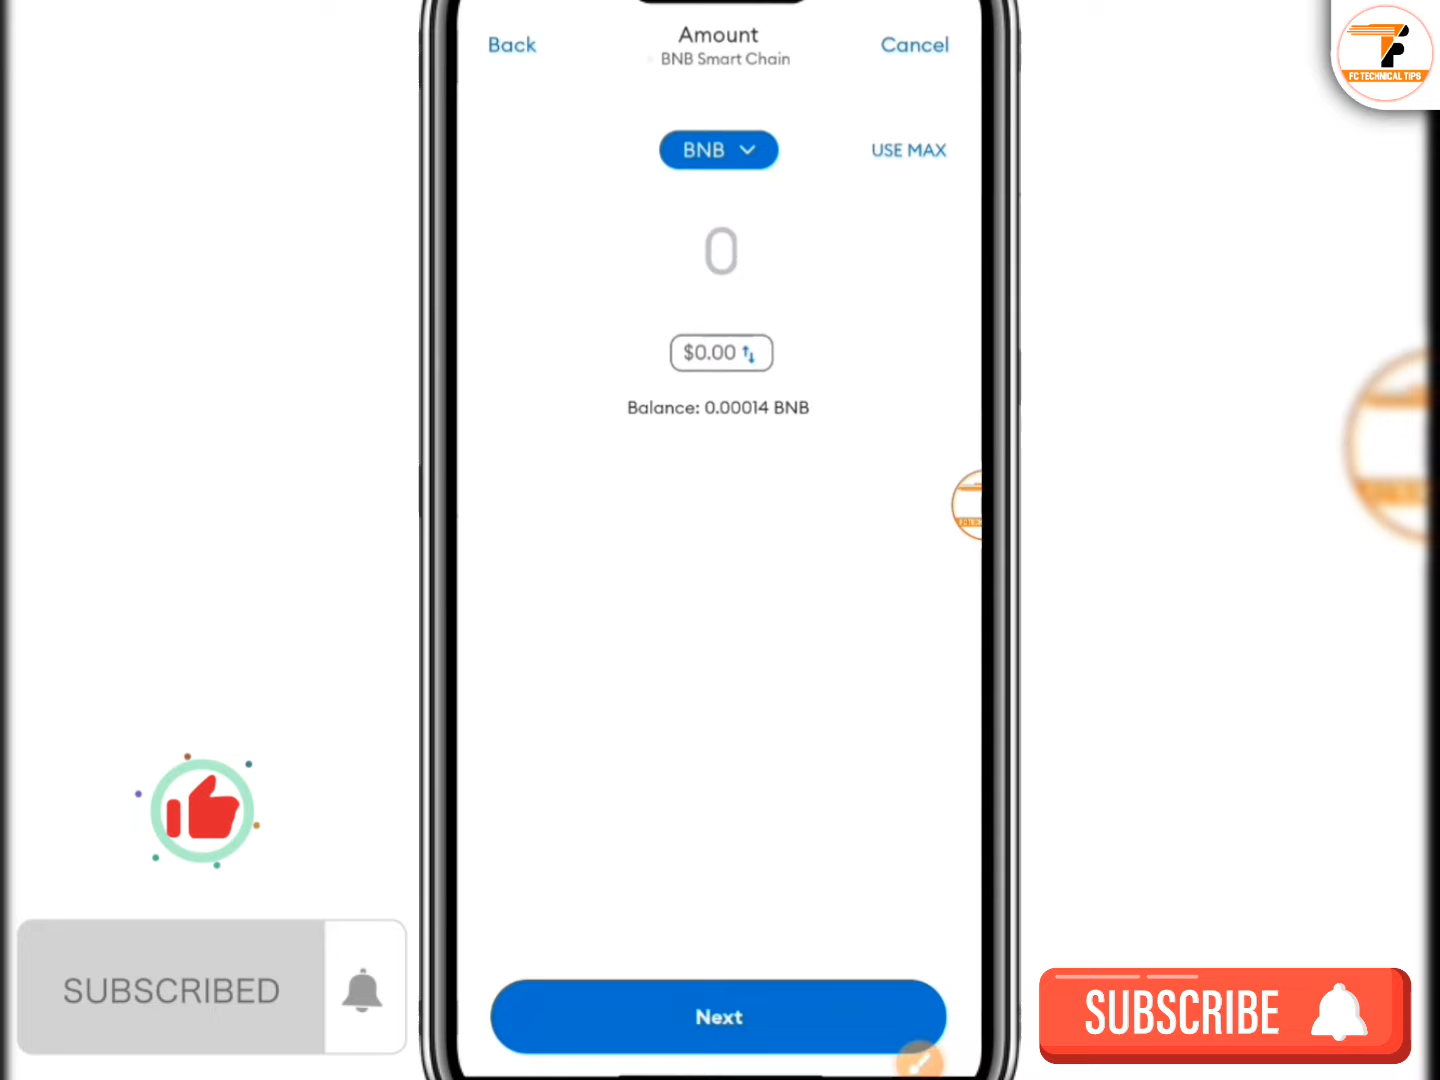 Back
Amount
Cancel
BNB Smart Chain
BNB
USE MAX
0
$0.00
Balance: 0.00014 BNB
Next
SUBSCRIBED
SUBSCRIBE
FC TECHNICAL TIPS